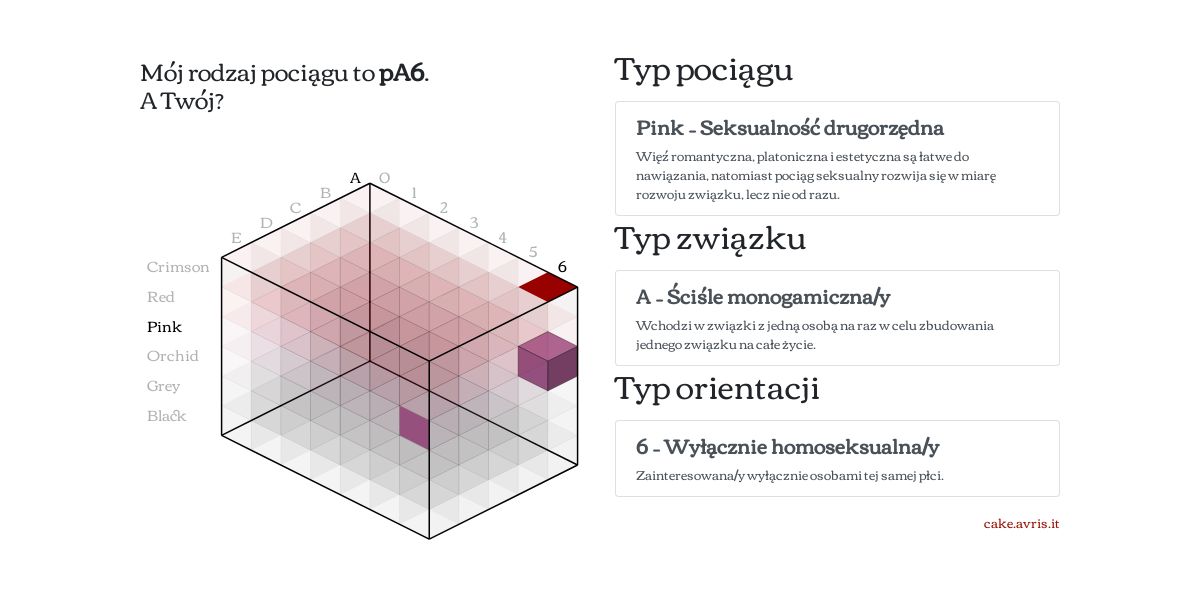 Mój rodzaj pociągu to pA6.
A Twój?
A O
B 1
C 2
D 3
E 4
5
6
Crimson
Red
Pink
Orchid
Grey
Black
Typ pociągu
Pink - Seksualność drugorzędna
Więź romantyczna, platoniczna i estetyczna są łatwe do
nawiązania, natomiast pociąg seksualny rozwija się w miarę
rozwoju związku, lecz nie od razu.
Typ związku
A - Ściśle monogamiczna/y
Wchodzi w związki z jedną osobą na raz w celu zbudowania
jednego związku na całe życie.
Typ orientacji
6 - Wyłącznie homoseksualna/y
Zainteresowana/y wyłącznie osobami tej samej płci.
cake.avris.it